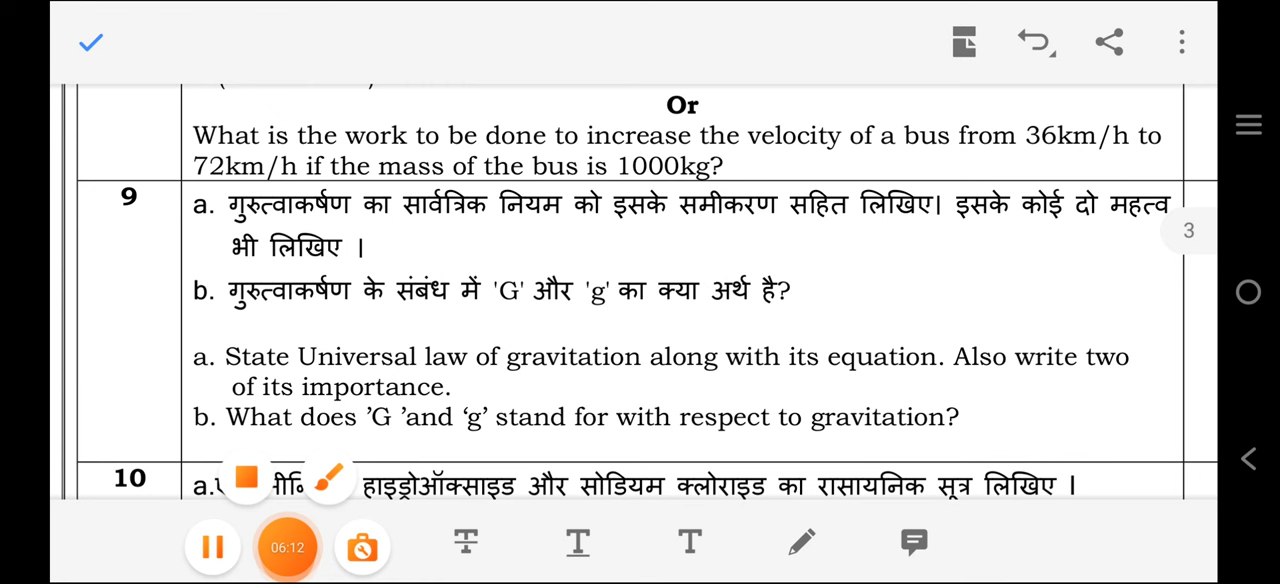 Or
What is the work to be done to increase the velocity of a bus from 36km/h to
72km/h if the mass of the bus is 1000kg?
9
a. गुरुत्वाकर्षण का सार्वत्रिक नियम को इसके समीकरण सहित लिखिए। इसके कोई दो महत्व
भी लिखिए ।
3
b. गुरुत्वाकर्षण के संबंध में 'G' और 'g' का क्या अर्थ है?
a. State Universal law of gravitation along with its equation. Also write two
of its importance.
b. What does ’G ’and ‘g’ stand for with respect to gravitation?
10
a. हाइड्रोऑक्साइड और सोडियम क्लोराइड का रासायनिक सूत्र लिखिए ।
06:12
T
T
T